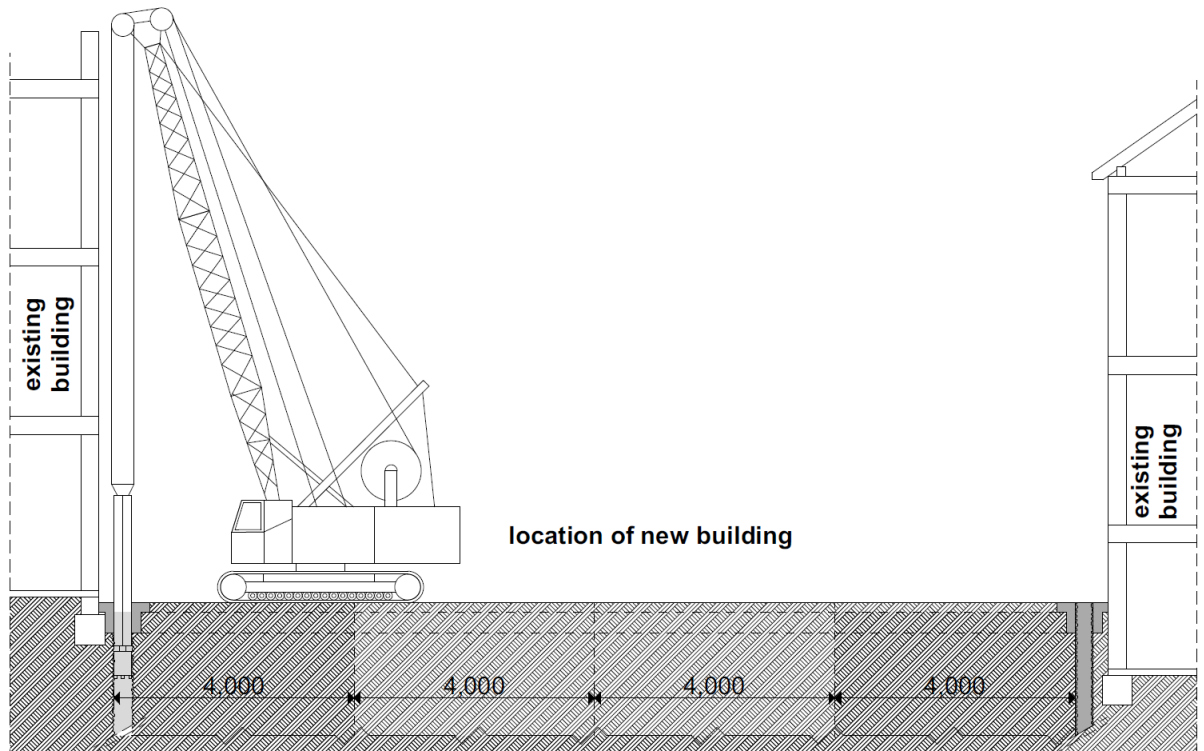 existing
building
location of new building
existing
building
4,000
4,000
4,000
4,000